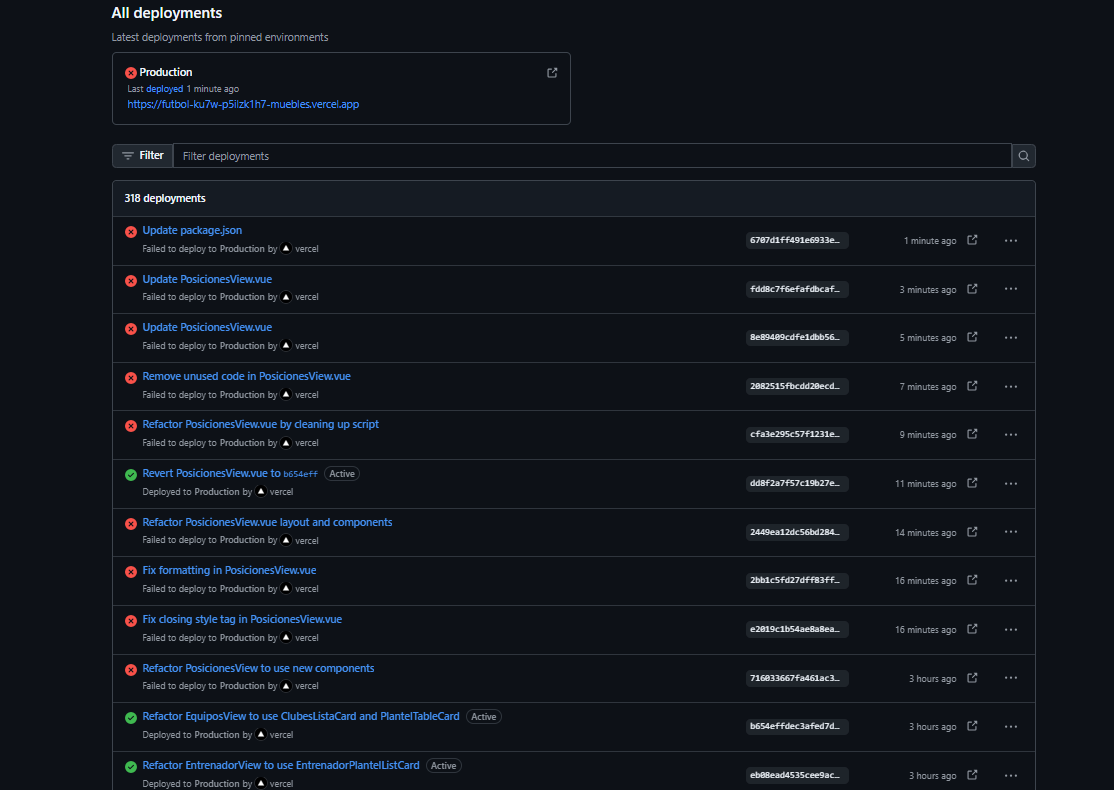 All deployments
Latest deployments from pinned environments
Production
Last deployed 1 minute ago
https://futbol-ku7w-p5ilzk1h7-muebles.vercel.app
Filter Filter deployments
318 deployments
Update package.json
Failed to deploy to Production by vercel
6707d1ff491e6933e… 1 minute ago
Update PosicionesView.vue
Failed to deploy to Production by vercel
fdd8c7f6efafdbcaf… 3 minutes ago
Update PosicionesView.vue
Failed to deploy to Production by vercel
8e89409cdfe1dbb56… 5 minutes ago
Remove unused code in PosicionesView.vue
Failed to deploy to Production by vercel
2082515fbcdd20ecd… 7 minutes ago
Refactor PosicionesView.vue by cleaning up script
Failed to deploy to Production by vercel
cfa3e295c57f1231e… 9 minutes ago
Revert PosicionesView.vue to b654eff Active
Deployed to Production by vercel
dd8f2a7f57c19b27e… 11 minutes ago
Refactor PosicionesView.vue layout and components
Failed to deploy to Production by vercel
2449ea12dc56bd284… 14 minutes ago
Fix formatting in PosicionesView.vue
Failed to deploy to Production by vercel
2bb1c5fd27dff83ff… 16 minutes ago
Fix closing style tag in PosicionesView.vue
Failed to deploy to Production by vercel
e2019c1b54ae8a8ea… 16 minutes ago
Refactor PosicionesView to use new components
Failed to deploy to Production by vercel
716033667fa461ac3… 3 hours ago
Refactor EquiposView to use ClubesListaCard and PlantelTableCard Active
Deployed to Production by vercel
b654effdec3afed7d… 3 hours ago
Refactor EntrenadorView to use EntrenadorPlantelListCard Active
Deployed to Production by vercel
eb08ead4535cee9ac… 3 hours ago